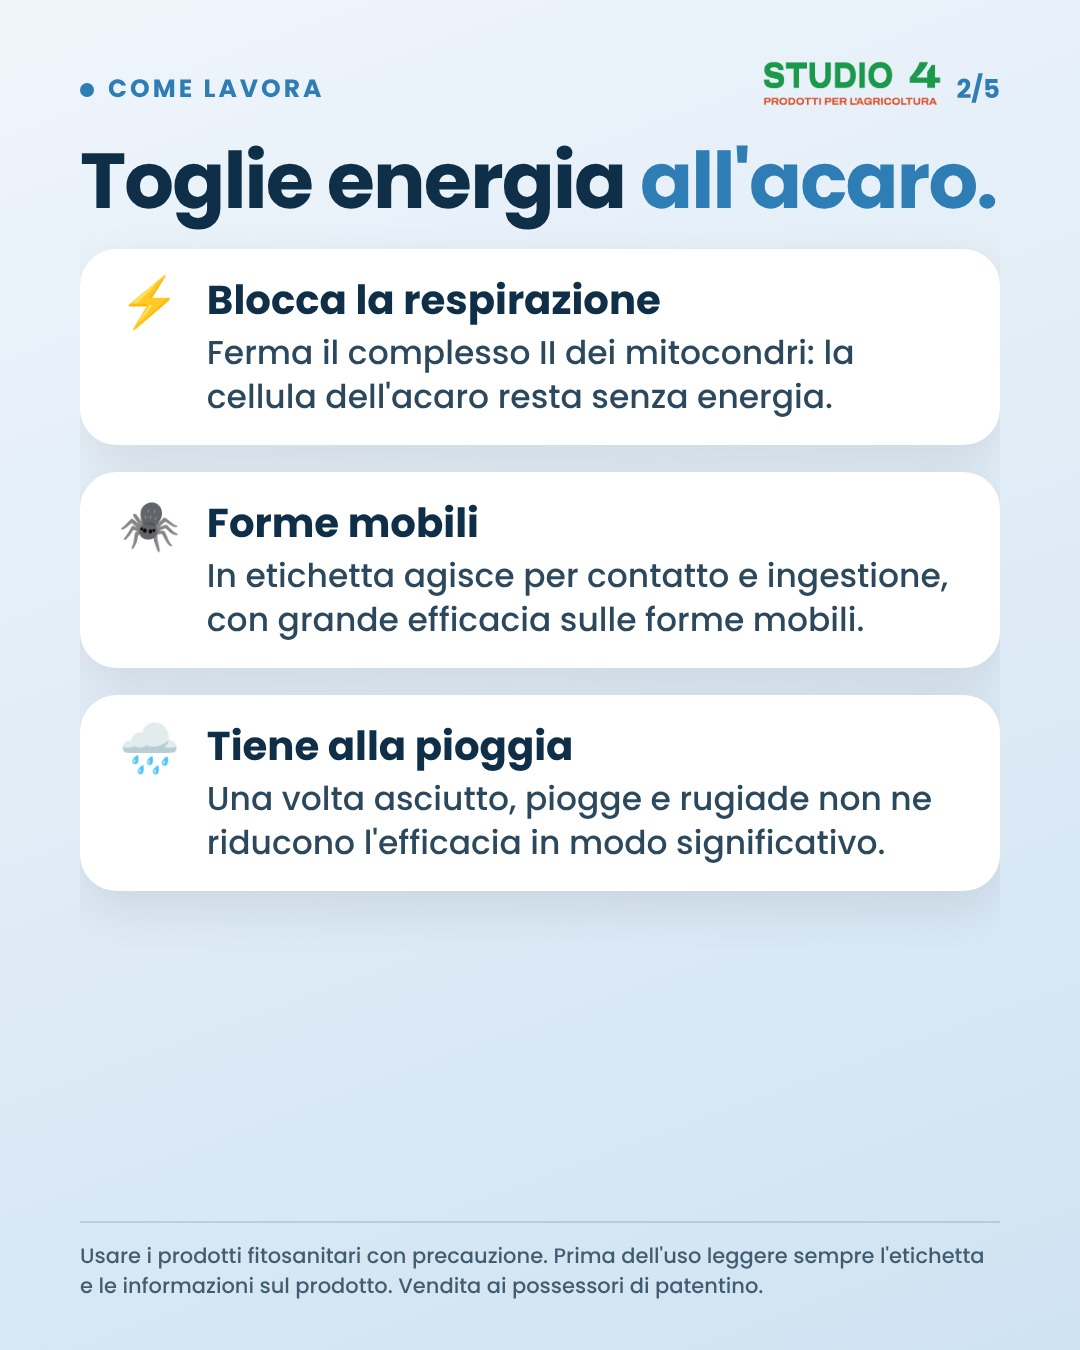 COME LAVORA
STUDIO 4
PRODOTTI PER L'AGRICOLTURA
2/5
Toglie energia all'acaro.
Blocca la respirazione
Ferma il complesso II dei mitocondri: la
cellula dell'acaro resta senza energia.
Forme mobili
In etichetta agisce per contatto e ingestione,
con grande efficacia sulle forme mobili.
Tiene alla pioggia
Una volta asciutto, piogge e rugiade non ne
riducono l'efficacia in modo significativo.
Usare i prodotti fitosanitari con precauzione. Prima dell'uso leggere sempre l'etichetta
e le informazioni sul prodotto. Vendita ai possessori di patentino.